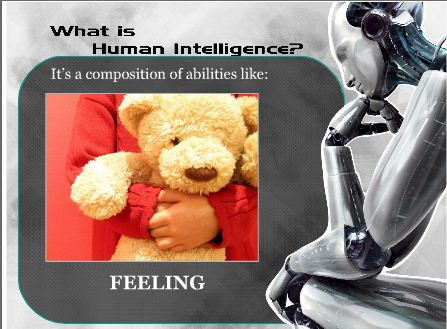 What is
Human Intelligence?
It's a composition of abilities like:
FEELING